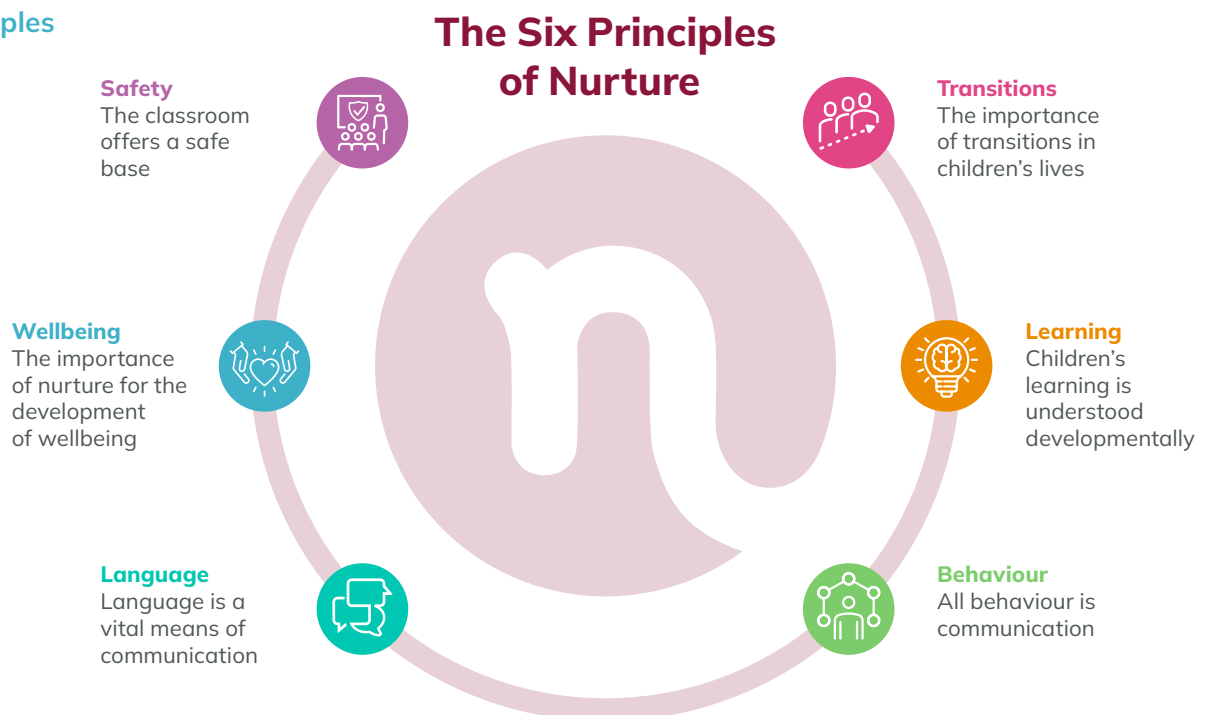 ples
The Six Principles
of Nurture
Safety
The classroom
offers a safe
base
Transitions
The importance
of transitions in
children’s lives
Wellbeing
The importance
of nurture for the
development
of wellbeing
Learning
Children’s
learning is
understood
developmentally
Language
Language is a
vital means of
communication
Behaviour
All behaviour is
communication
n